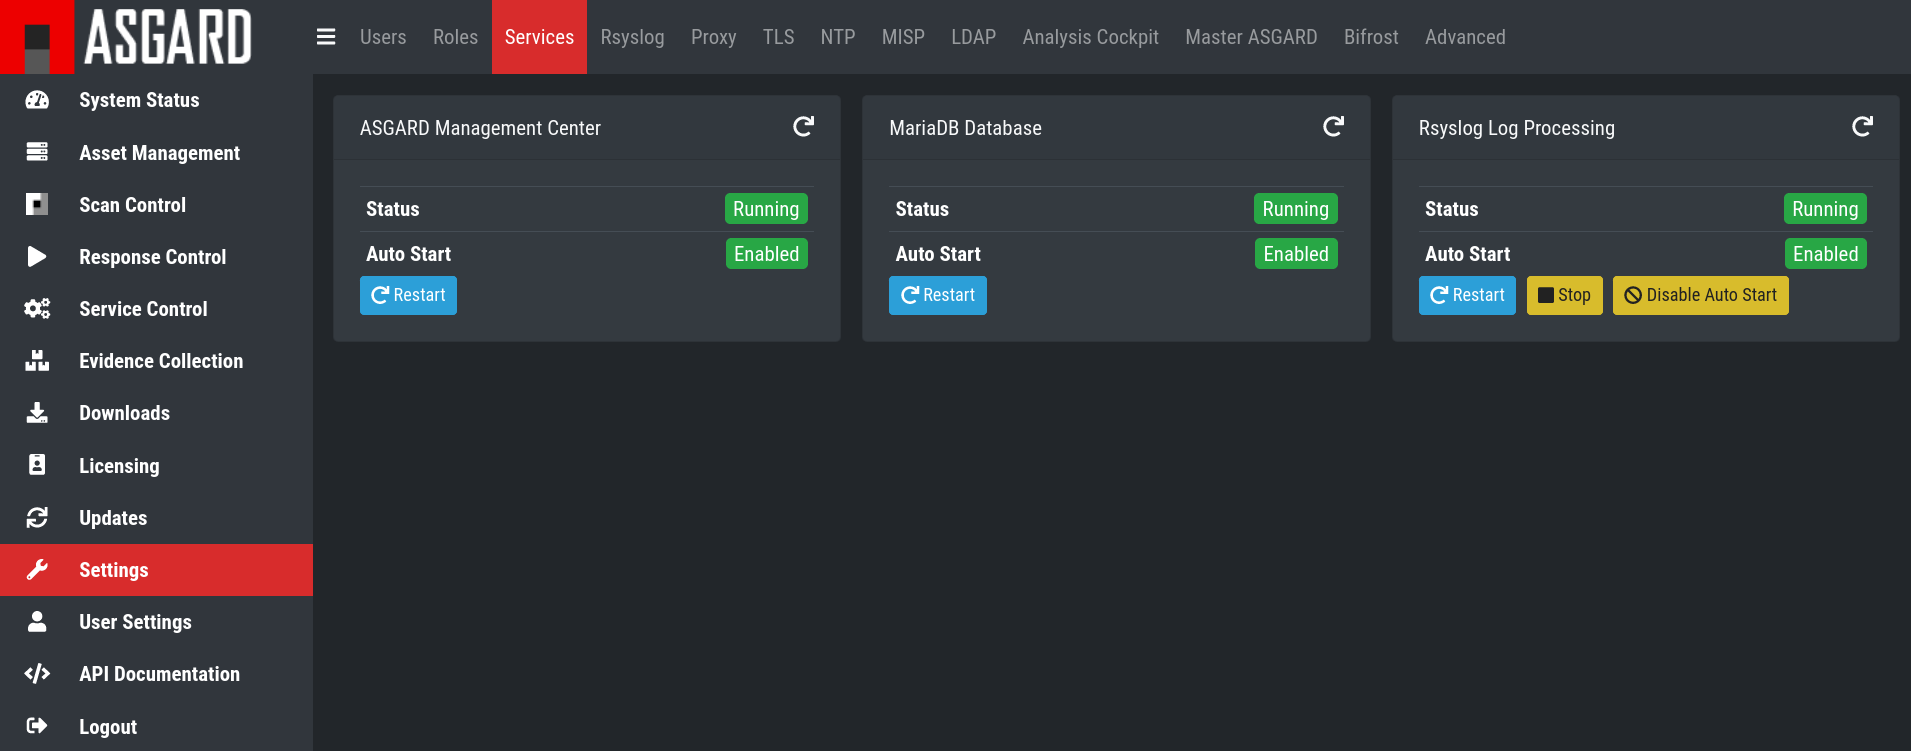 ASGARD
Users Roles Services Rsyslog Proxy TLS NTP MISP LDAP Analysis Cockpit Master ASGARD Bifrost Advanced
System Status
Asset Management
Scan Control
Response Control
Service Control
Evidence Collection
Downloads
Licensing
Updates
Settings
User Settings
API Documentation
Logout
ASGARD Management Center
Status Running
Auto Start Enabled
Restart
MariaDB Database
Status Running
Auto Start Enabled
Restart
Rsyslog Log Processing
Status Running
Auto Start Enabled
Restart Stop Disable Auto Start